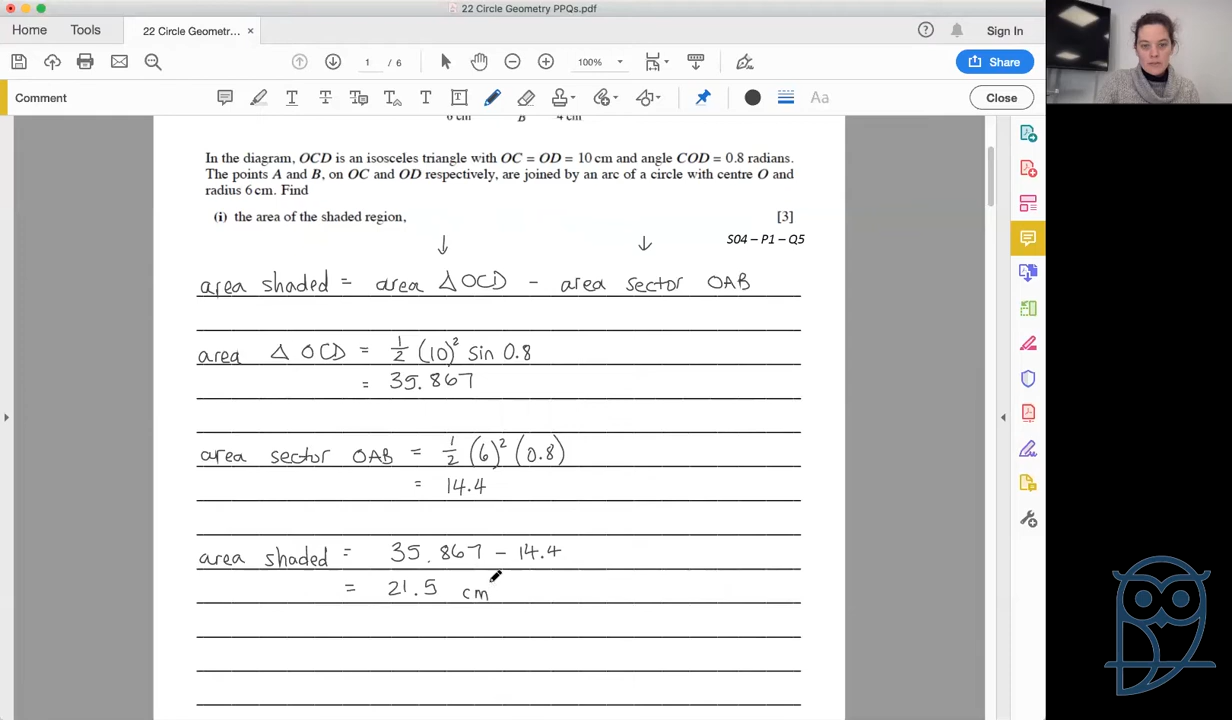 22 Circle Geometry PPQs.pdf
Home Tools 22 Circle Geometr... × Sign In
1 / 6 100% Share
Comment Aa Close
6 cm B 4 cm
In the diagram, OCD is an isosceles triangle with OC = OD = 10 cm and angle COD = 0.8 radians.
The points A and B, on OC and OD respectively, are joined by an arc of a circle with centre O and
radius 6 cm. Find
(i) the area of the shaded region, [3]
S04 – P1 – Q5
↓ ↓
area shaded = area △OCD - area sector OAB
area △ OCD = 1/2 (10)² sin 0.8
= 35.867
area sector OAB = 1/2 (6)² (0.8)
= 14.4
area shaded = 35.867 - 14.4
= 21.5 cm